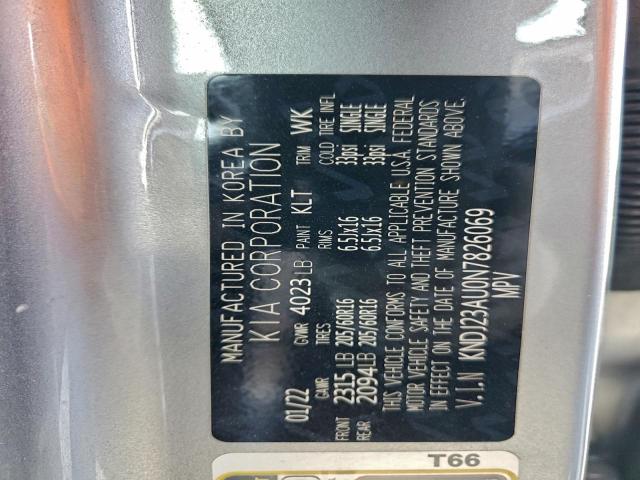 MANUFACTURED IN KOREA BY
KIA CORPORATION
01/22 GVWR 4023 LB PAINT KLT TRIM WK
GAWR TIRES RIMS COLD TIRE INFL
FRONT 2315 LB 205/60R16 6.5Jx16 33psi SINGLE
REAR 2094 LB 205/60R16 6.5Jx16 33psi SINGLE
THIS VEHICLE CONFORMS TO ALL APPLICABLE U.S.A. FEDERAL
MOTOR VEHICLE SAFETY AND THEFT PREVENTION STANDARDS
IN EFFECT ON THE DATE OF MANUFACTURE SHOWN ABOVE.
V.I.N KNDJ23AU0N7826069
MPV
T66